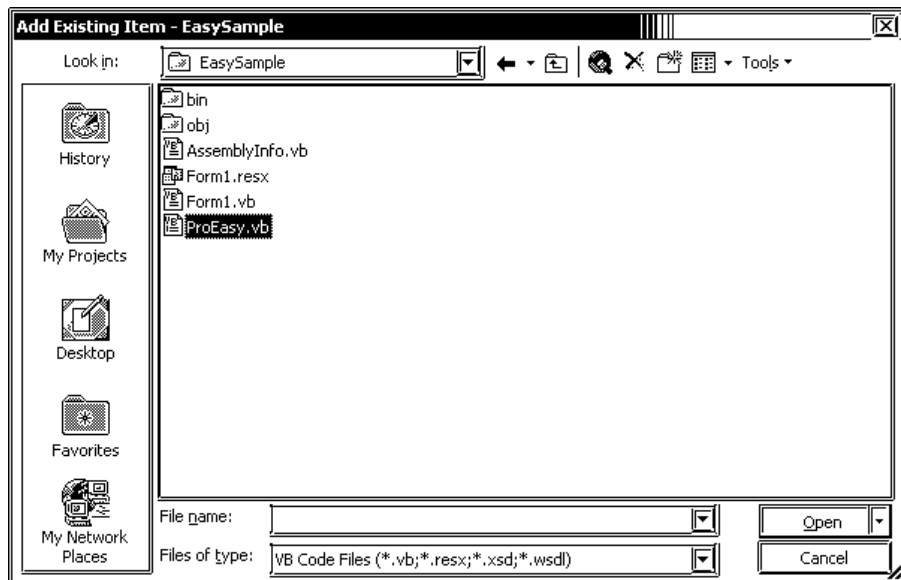 Add Existing Item - EasySample
Look in:
EasySample
Tools
History
My Projects
Desktop
Favorites
My Network
Places
bin
obj
AssemblyInfo.vb
Form1.resx
Form1.vb
ProEasy.vb
File name:
Open
Files of type:
VB Code Files (*.vb;*.resx;*.xsd;*.wsdl)
Cancel